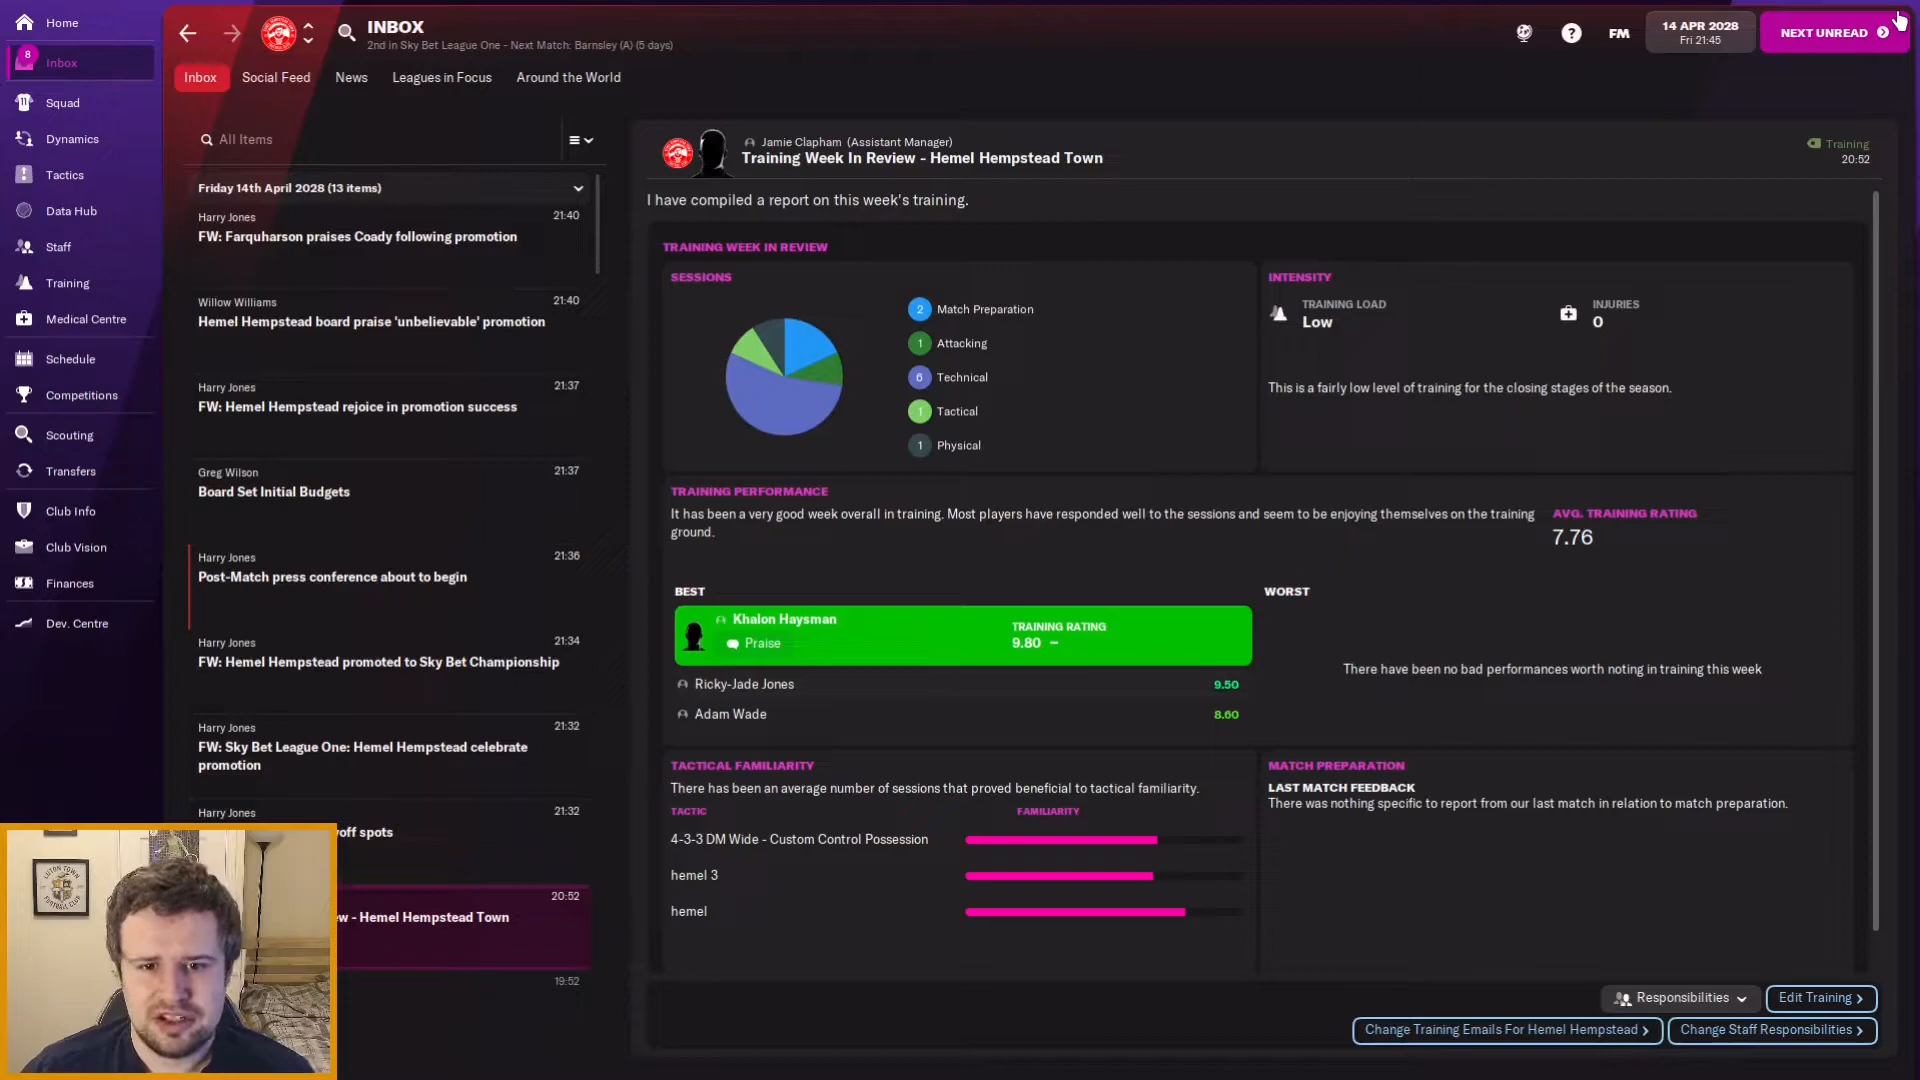 Home
8
Inbox
Squad
Dynamics
Tactics
Data Hub
Staff
Training
Medical Centre
Schedule
Competitions
Scouting
Transfers
Club Info
Club Vision
Finances
Dev. Centre
INBOX
2nd in Sky Bet League One - Next Match: Barnsley (A) (5 days)
FM
14 APR 2028
Fri 21:45
NEXT UNREAD
Inbox
Social Feed
News
Leagues in Focus
Around the World
All Items
Friday 14th April 2028 (13 items)
Harry Jones
21:40
FW: Farquharson praises Coady following promotion
Willow Williams
21:40
Hemel Hempstead board praise 'unbelievable' promotion
Harry Jones
21:37
FW: Hemel Hempstead rejoice in promotion success
Greg Wilson
21:37
Board Set Initial Budgets
Harry Jones
21:36
Post-Match press conference about to begin
Harry Jones
21:34
FW: Hemel Hempstead promoted to Sky Bet Championship
Harry Jones
21:32
FW: Sky Bet League One: Hemel Hempstead celebrate
promotion
Harry Jones
21:32
off spots
20:52
- Hemel Hempstead Town
19:52
LUTON TOWN
FOOTBALL CLUB
Jamie Clapham (Assistant Manager)
Training Week In Review - Hemel Hempstead Town
Training
20:52
I have compiled a report on this week's training.
TRAINING WEEK IN REVIEW
SESSIONS
2 Match Preparation
1 Attacking
6 Technical
1 Tactical
1 Physical
INTENSITY
TRAINING LOAD
Low
INJURIES
0
This is a fairly low level of training for the closing stages of the season.
TRAINING PERFORMANCE
It has been a very good week overall in training. Most players have responded well to the sessions and seem to be enjoying themselves on the training
ground.
AVG. TRAINING RATING
7.76
BEST
Khalon Haysman
Praise
TRAINING RATING
9.80 –
Ricky-Jade Jones
9.50
Adam Wade
8.60
WORST
There have been no bad performances worth noting in training this week
TACTICAL FAMILIARITY
There has been an average number of sessions that proved beneficial to tactical familiarity.
TACTIC
FAMILIARITY
4-3-3 DM Wide - Custom Control Possession
hemel 3
hemel
MATCH PREPARATION
LAST MATCH FEEDBACK
There was nothing specific to report from our last match in relation to match preparation.
Responsibilities
Edit Training
Change Training Emails For Hemel Hempstead
Change Staff Responsibilities